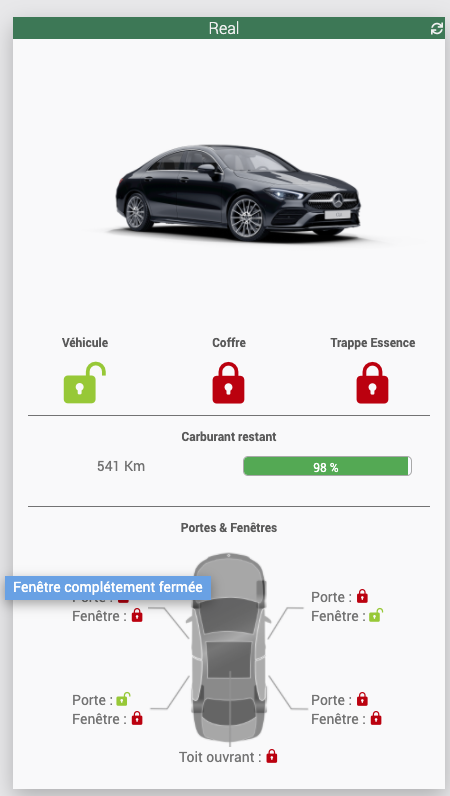 Real
Véhicule Coffre Trappe Essence
Carburant restant
541 Km 98 %
Portes & Fenêtres
Fenêtre complétement fermée
Porte : Porte :
Fenêtre : Fenêtre :
Porte : Porte :
Fenêtre : Fenêtre :
Toit ouvrant :